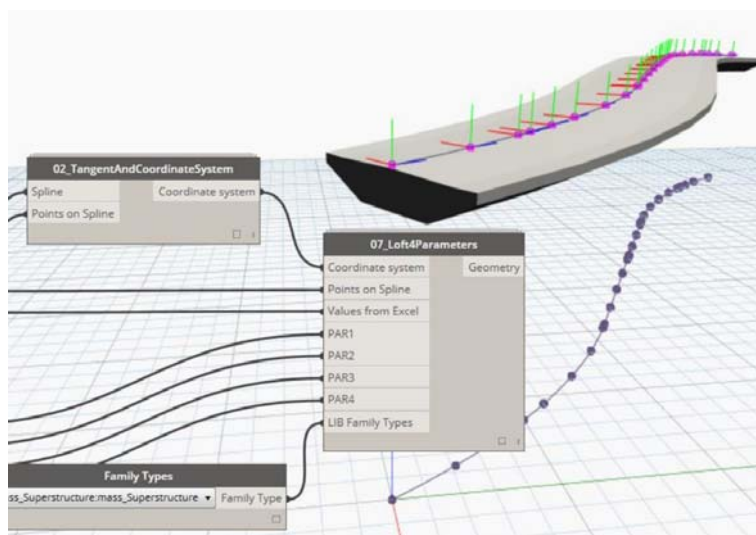 02_TangentAndCoordinateSystem
Spline
Coordinate system
Points on Spline
07_Loft4Parameters
Coordinate system
Geometry
Points on Spline
Values from Excel
PAR1
PAR2
PAR3
PAR4
LIB Family Types
Family Types
ss_Superstructure:mass_Superstructure
Family Type